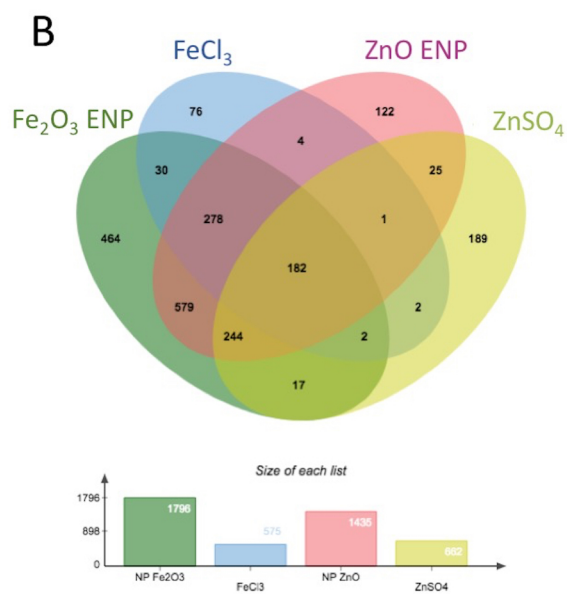 B
FeCl3
ZnO ENP
Fe2O3 ENP
ZnSO4
76
122
4
30
25
464
278
1
189
182
579
244
2
2
17
Size of each list
1796
898
0
1796
575
1435
662
NP Fe2O3
FeCl3
NP ZnO
ZnSO4